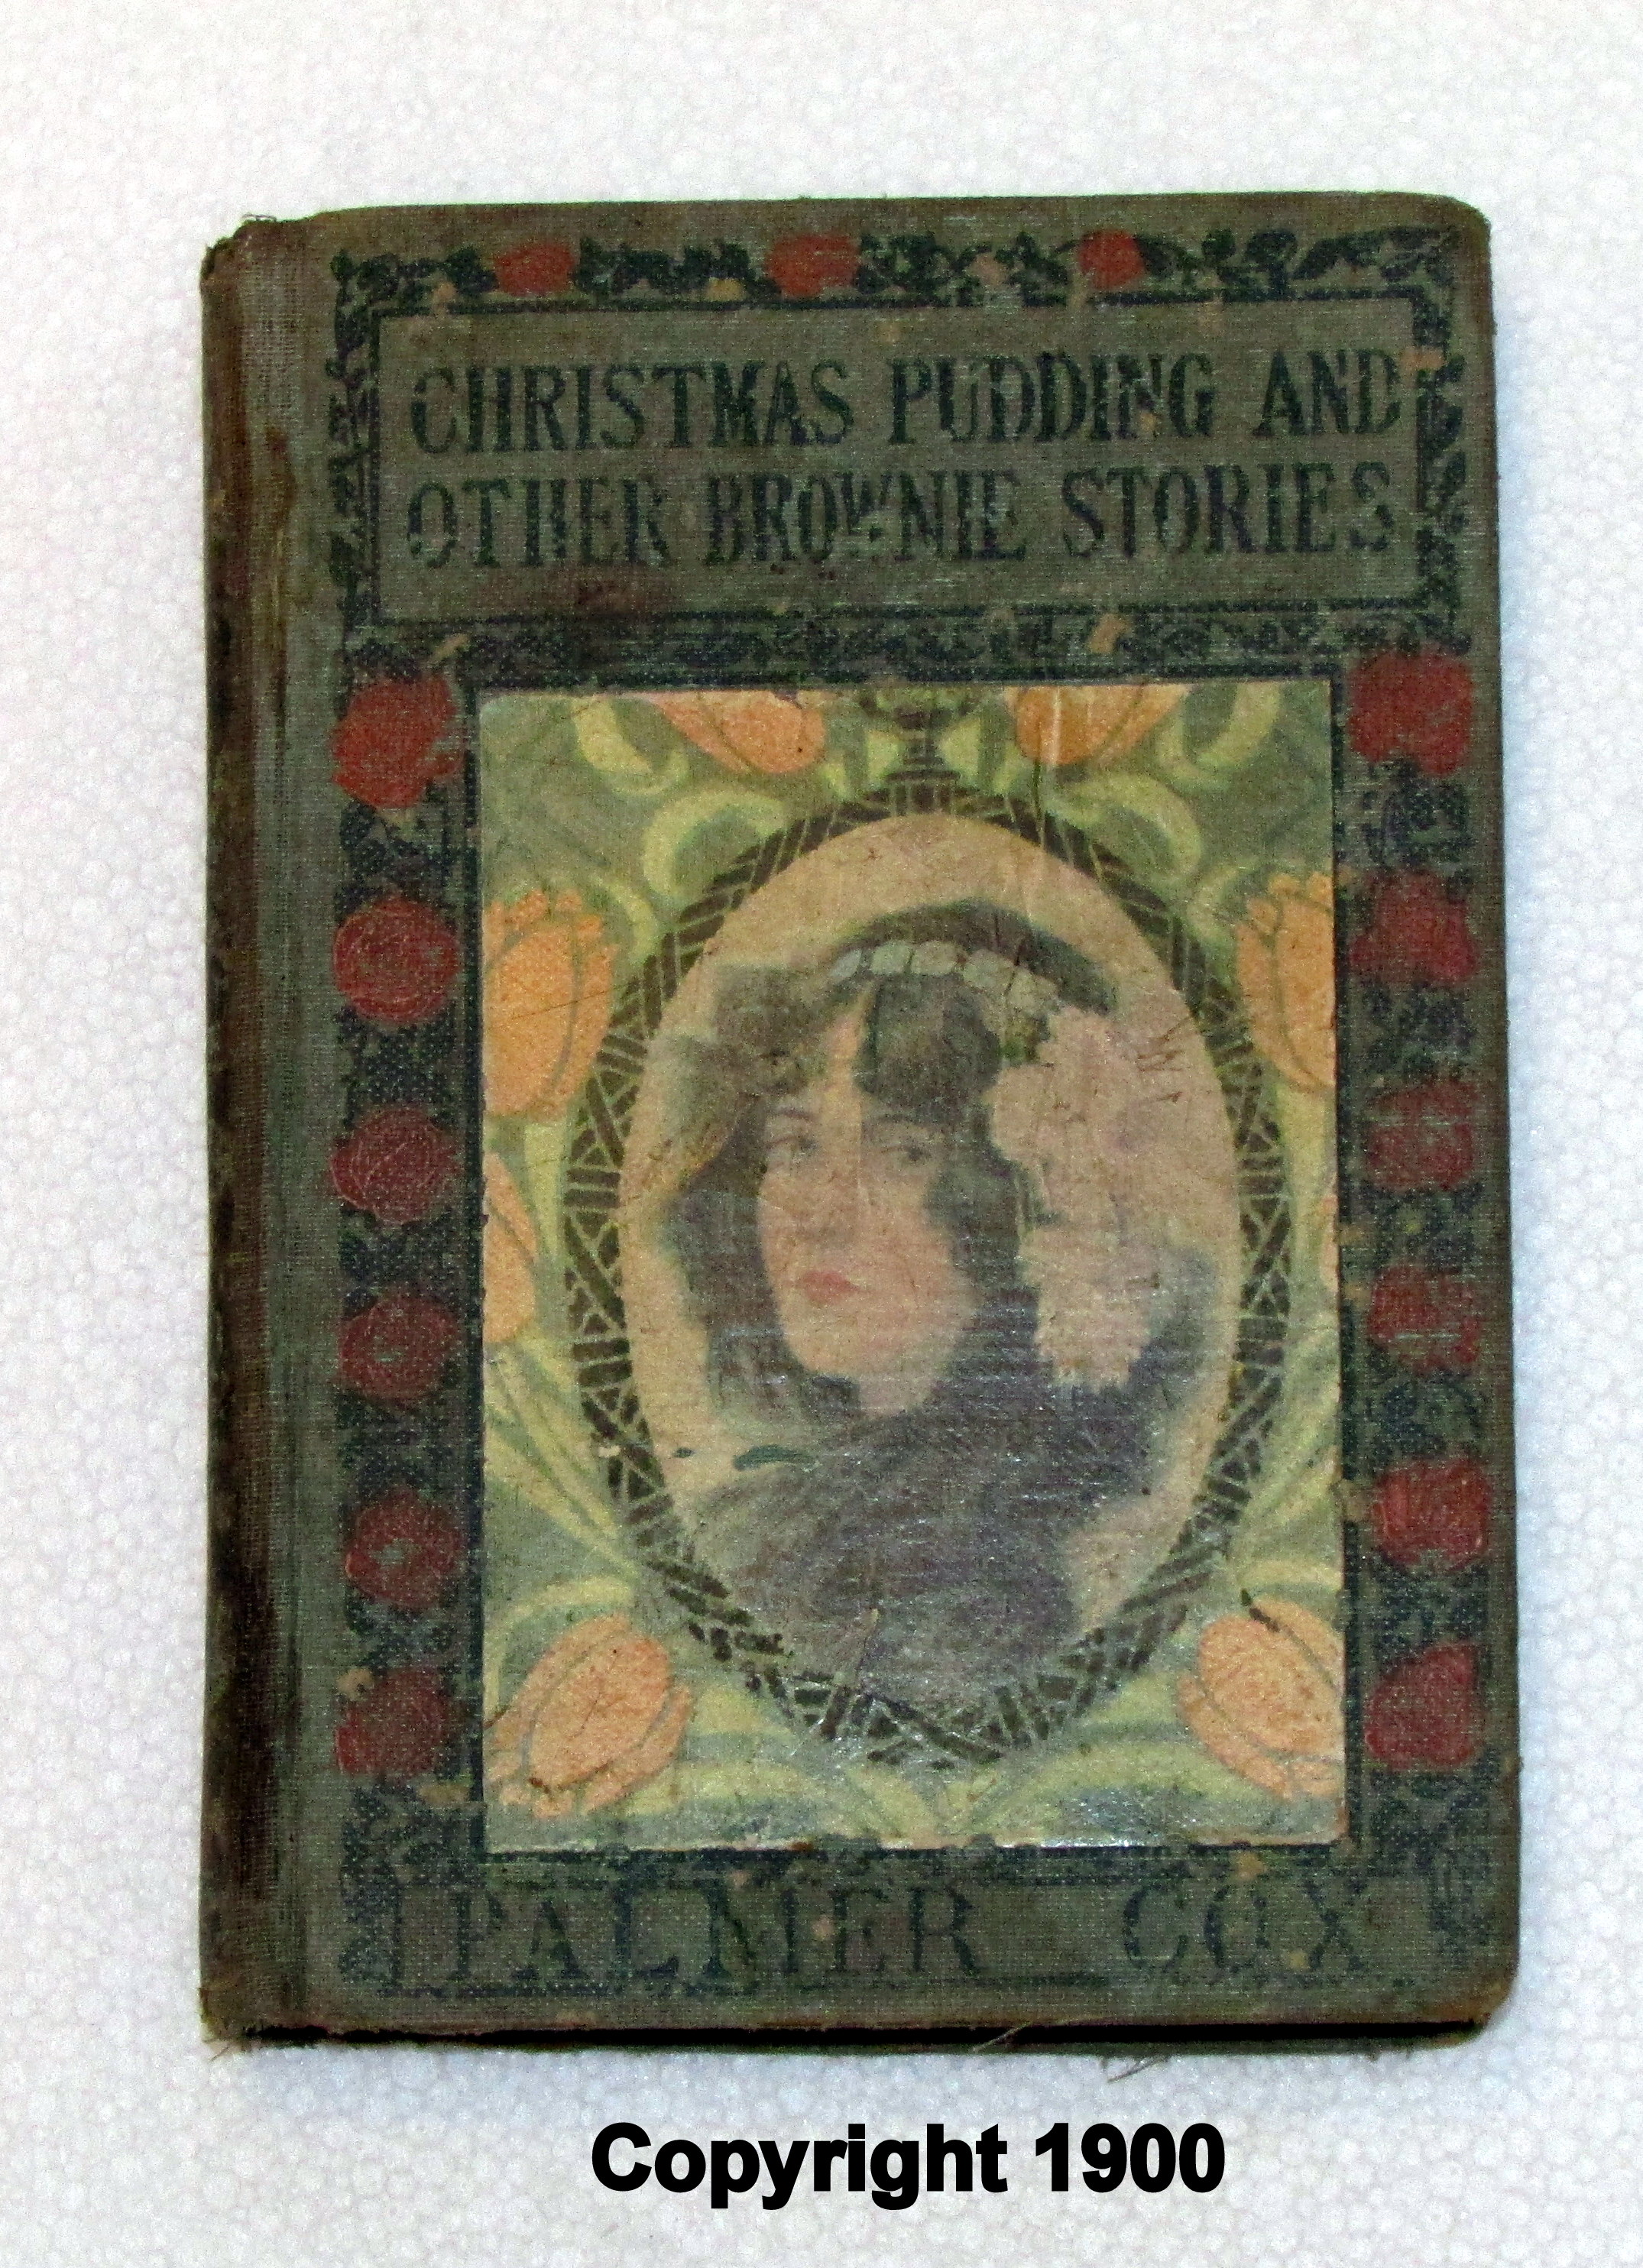 CHRISTMAS PUDDING AND
OTHER BROWNIE STORIES
PALMER COX
Copyright 1900